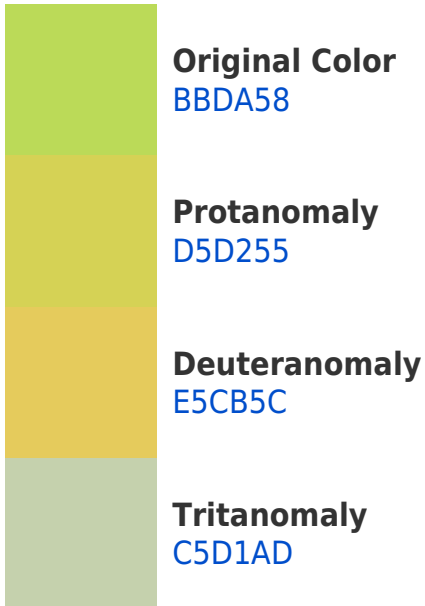 Original Color
BBDA58
Protanomaly
D5D255
Deuteranomaly
E5CB5C
Tritanomaly
C5D1AD